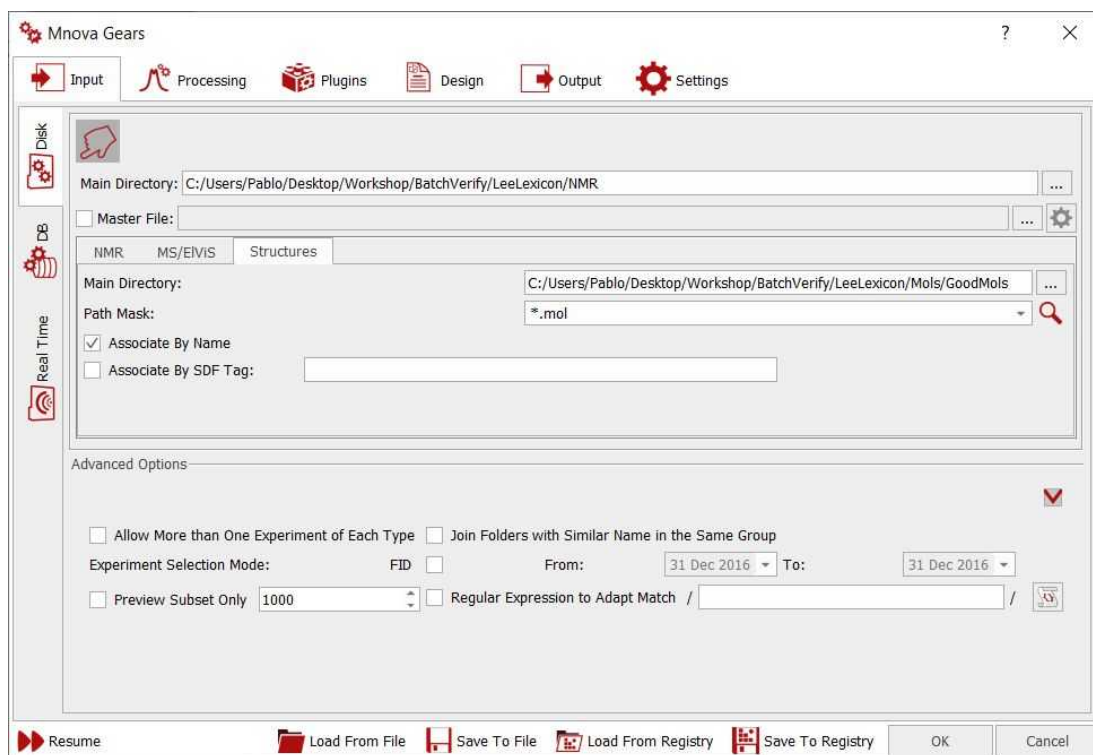 Mnova Gears ?
Input Processing Plugins Design Output Settings
Disk
DB
Real Time
Main Directory: C:/Users/Pablo/Desktop/Workshop/BatchVerify/LeeLexicon/NMR ...
Master File: ...
NMR MS/ElViS Structures
Main Directory: C:/Users/Pablo/Desktop/Workshop/BatchVerify/LeeLexicon/Mols/GoodMols ...
Path Mask: *.mol
Associate By Name
Associate By SDF Tag:
Advanced Options
Allow More than One Experiment of Each Type Join Folders with Similar Name in the Same Group
Experiment Selection Mode: FID From: 31 Dec 2016 To: 31 Dec 2016
Preview Subset Only 1000 Regular Expression to Adapt Match / /
Resume Load From File Save To File Load From Registry Save To Registry OK Cancel